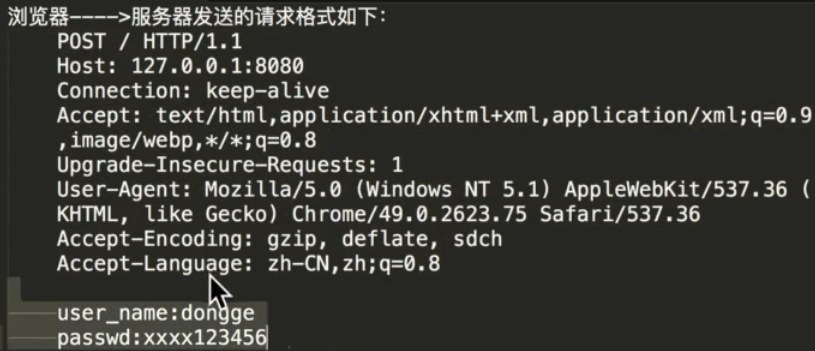 浏览器---->服务器发送的请求格式如下：
POST / HTTP/1.1
Host: 127.0.0.1:8080
Connection: keep-alive
Accept: text/html,application/xhtml+xml,application/xml;q=0.9
,image/webp,*/*;q=0.8
Upgrade-Insecure-Requests: 1
User-Agent: Mozilla/5.0 (Windows NT 5.1) AppleWebKit/537.36 (
KHTML, like Gecko) Chrome/49.0.2623.75 Safari/537.36
Accept-Encoding: gzip, deflate, sdch
Accept-Language: zh-CN,zh;q=0.8
user_name:dongge
passwd:xxxx123456